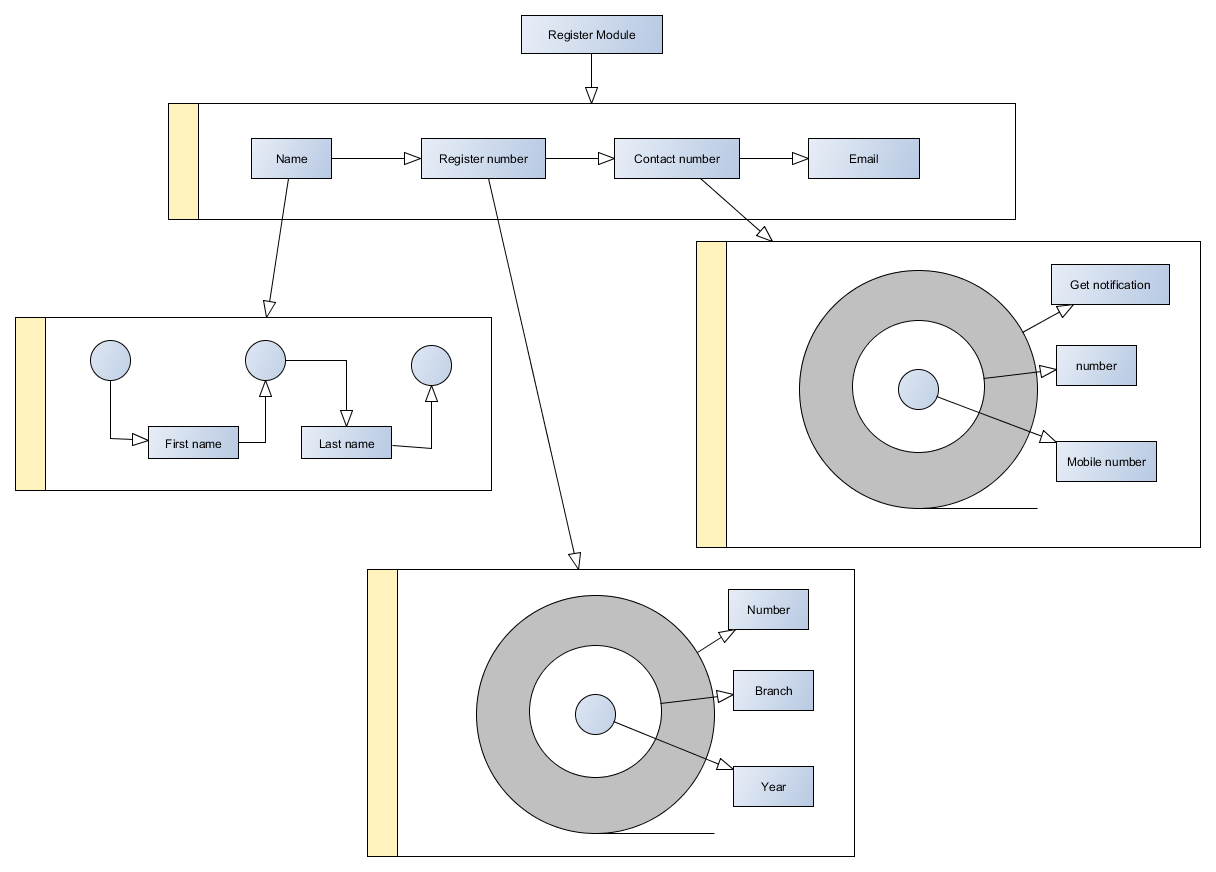 Register Module
Name
Register number
Contact number
Email
Get notification
number
Mobile number
First name
Last name
Number
Branch
Year